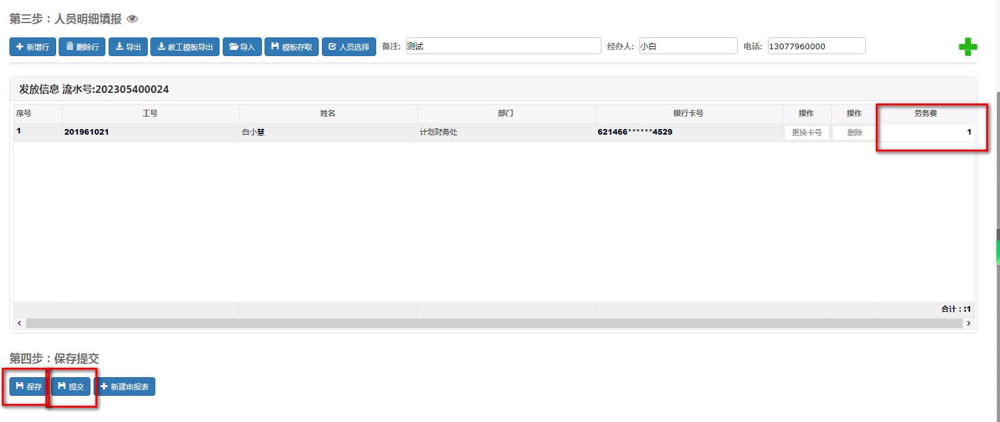 第三步：人员明细填报
新增行 删除行 导出 教工模板导出 导入 模板存取 人员选择 备注: 测试 经办人: 小白 电话: 13077960000
发放信息 流水号:202305400024
序号 工号 姓名 部门 银行卡号 操作 操作 劳务费
1 201961021 白小慧 计划财务处 621466******4529 更换卡号 删除 1
合计：:1
第四步：保存提交
保存 提交 新建申报表